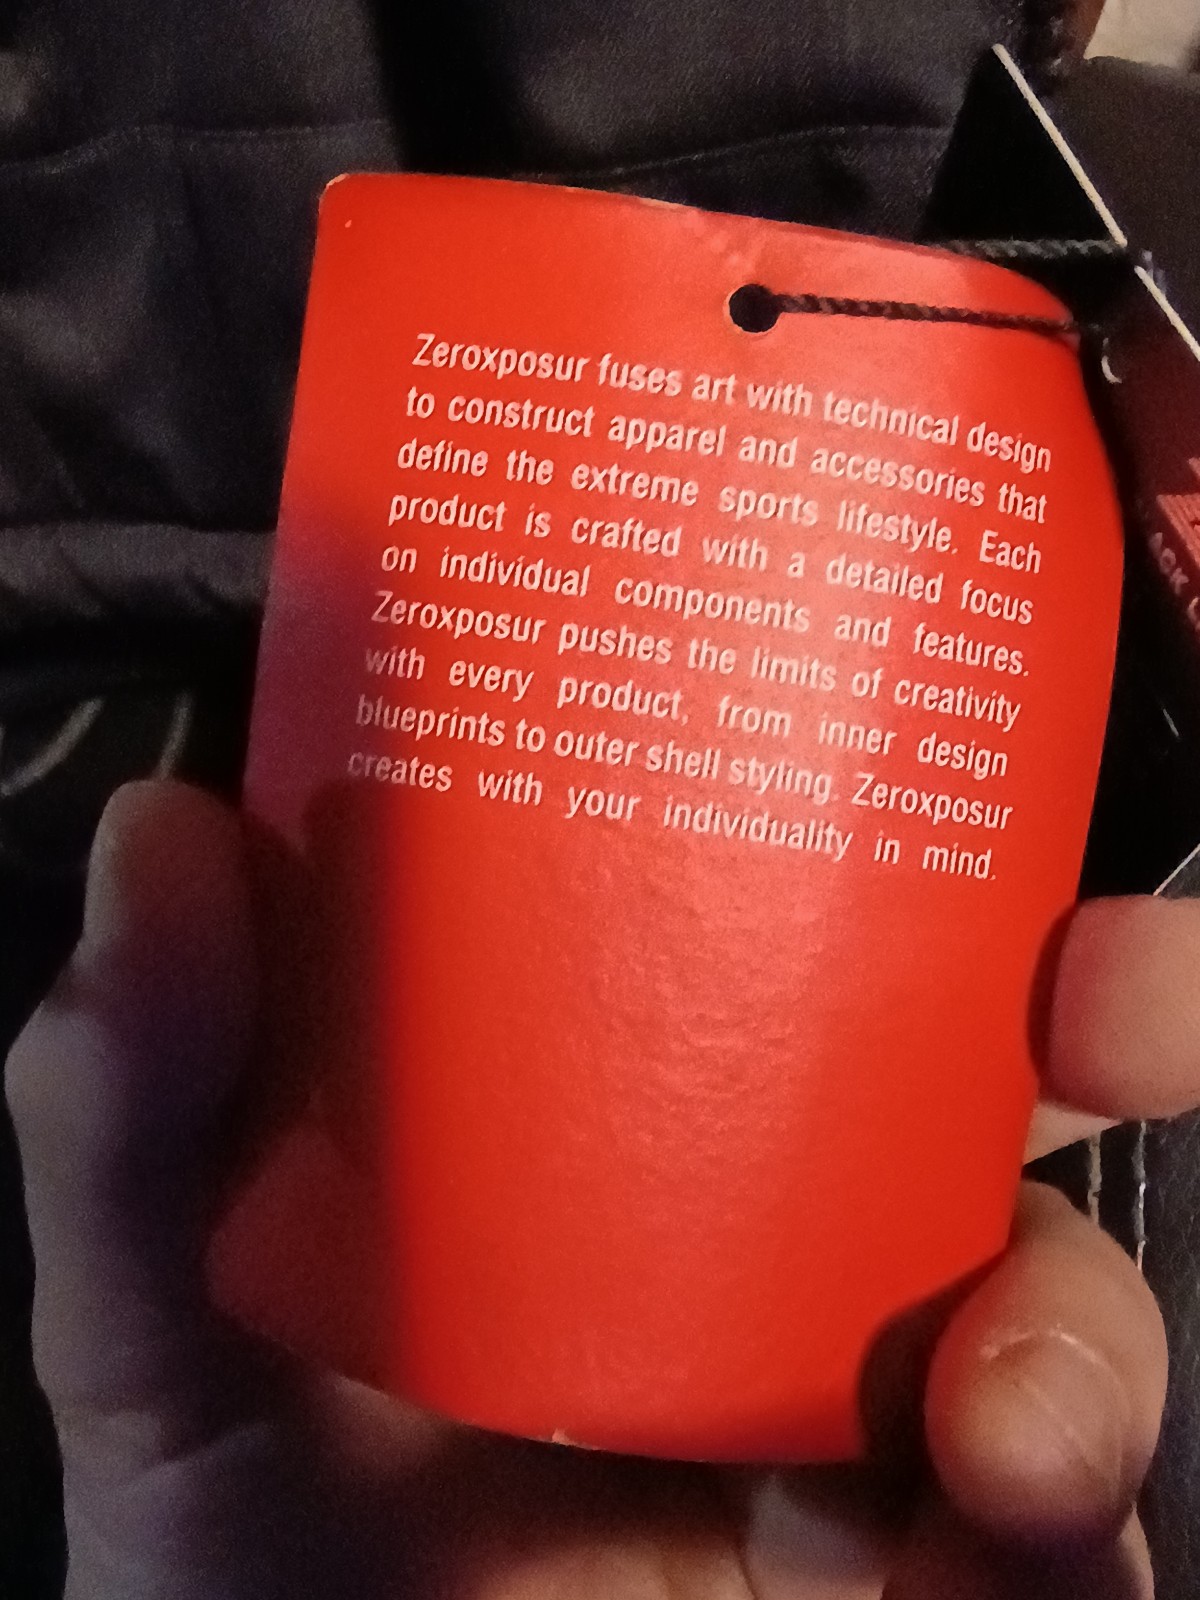 Zeroxposur fuses art with technical design
to construct apparel and accessories that
define the extreme sports lifestyle. Each
product is crafted with a detailed focus
on individual components and features.
Zeroxposur pushes the limits of creativity
with every product, from inner design
blueprints to outer shell styling. Zeroxposur
creates with your individuality in mind.